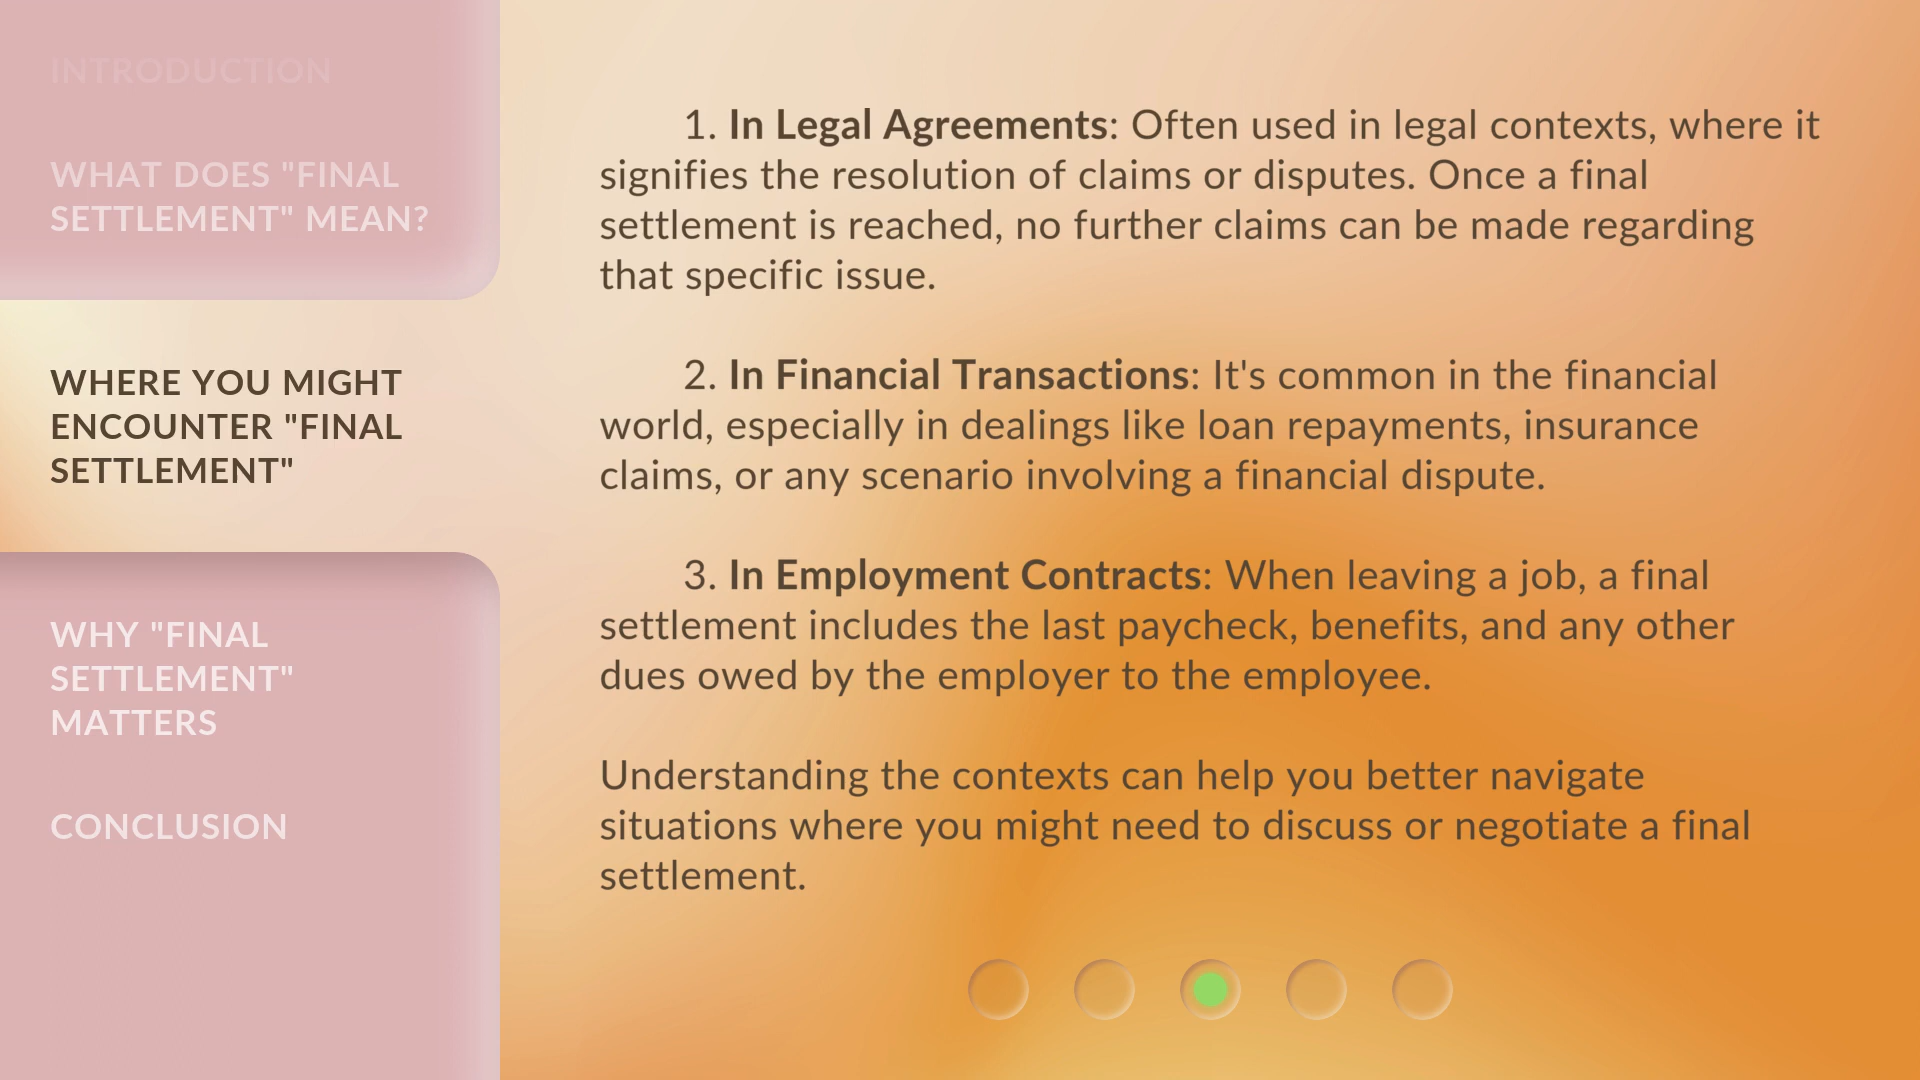 INTRODUCTION
WHAT DOES "FINAL
SETTLEMENT" MEAN?
WHERE YOU MIGHT
ENCOUNTER "FINAL
SETTLEMENT"
WHY "FINAL
SETTLEMENT"
MATTERS
CONCLUSION
1. In Legal Agreements: Often used in legal contexts, where it
signifies the resolution of claims or disputes. Once a final
settlement is reached, no further claims can be made regarding
that specific issue.
2. In Financial Transactions: It's common in the financial
world, especially in dealings like loan repayments, insurance
claims, or any scenario involving a financial dispute.
3. In Employment Contracts: When leaving a job, a final
settlement includes the last paycheck, benefits, and any other
dues owed by the employer to the employee.
Understanding the contexts can help you better navigate
situations where you might need to discuss or negotiate a final
settlement.